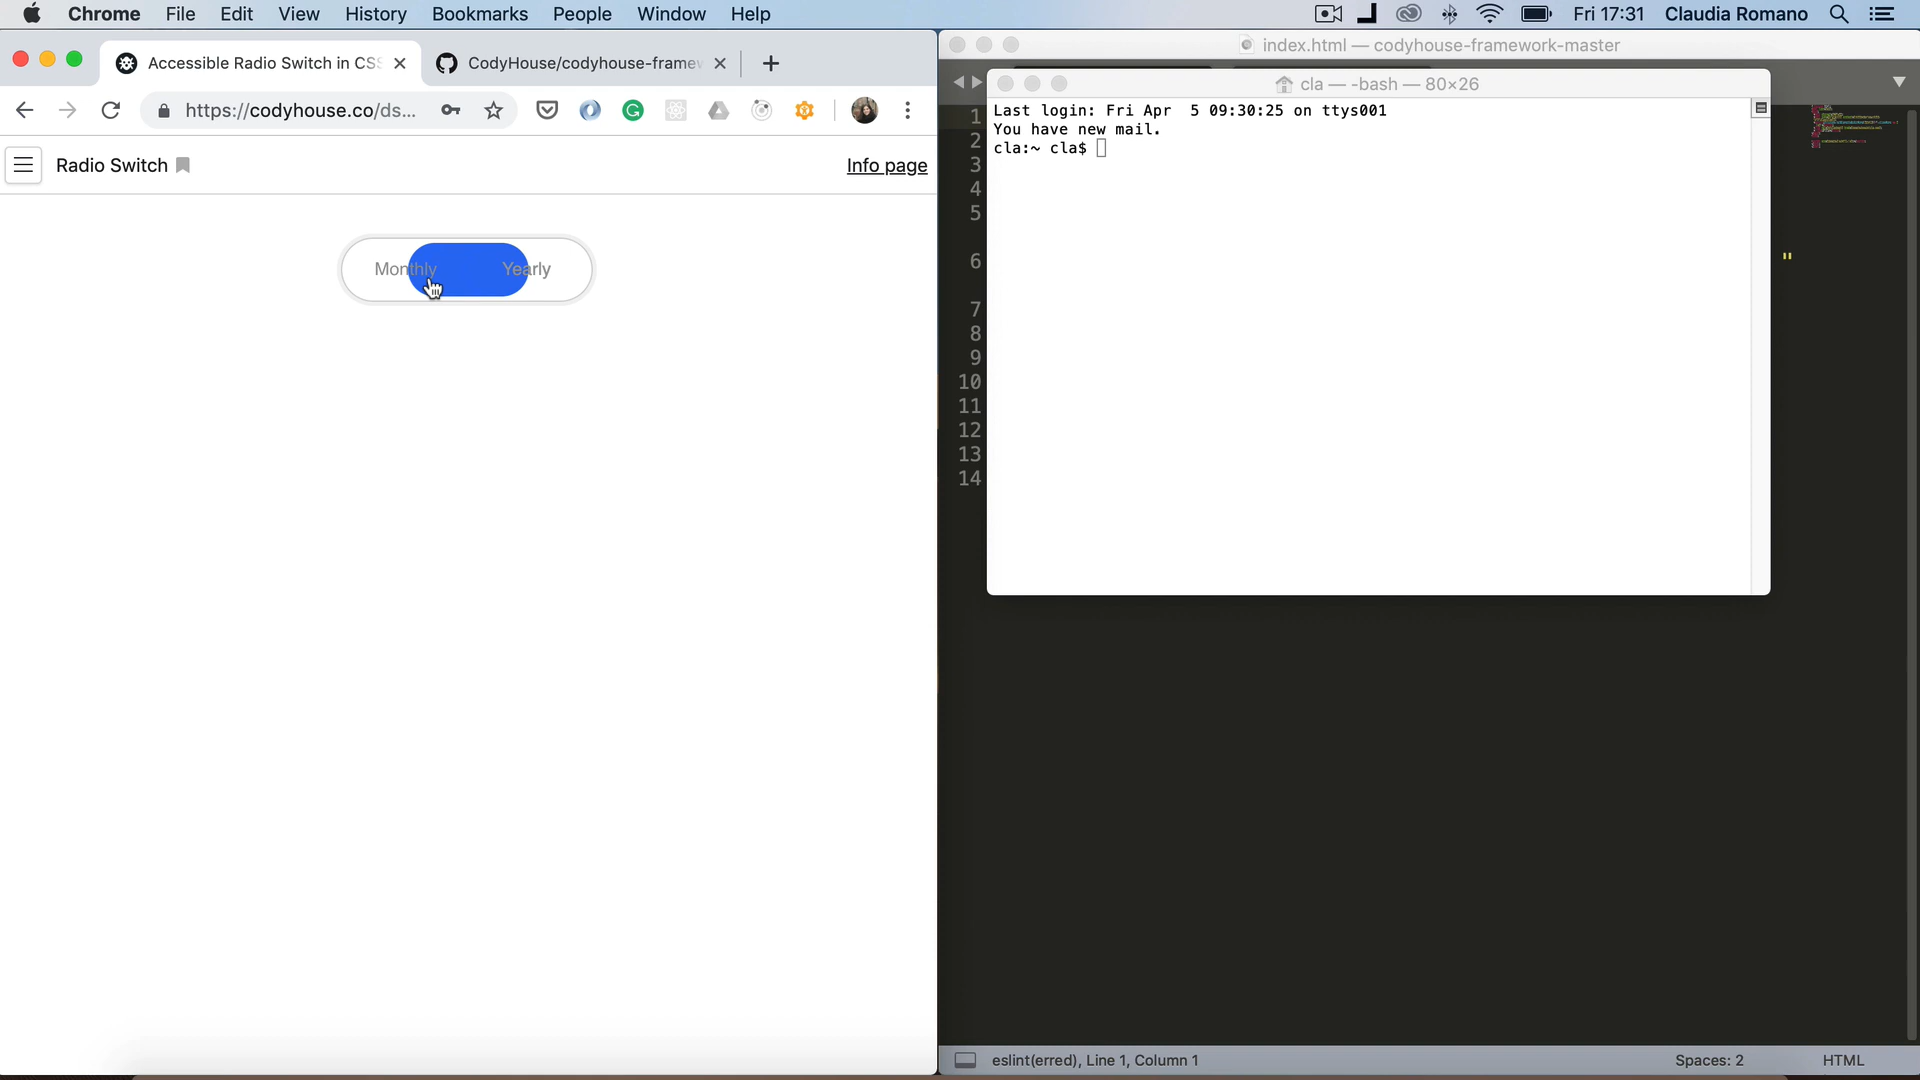 Chrome File Edit View History Bookmarks People Window Help
Fri 17:31 Claudia Romano
Accessible Radio Switch in CSS
CodyHouse/codyhouse-framew
https://codyhouse.co/ds...
Radio Switch
Info page
Monthly
Yearly
index.html — codyhouse-framework-master
cla — -bash — 80×26
Last login: Fri Apr  5 09:30:25 on ttys001
You have new mail.
cla:~ cla$
1
2
3
4
5
6
"
7
8
9
10
11
12
13
14
eslint(erred), Line 1, Column 1
Spaces: 2
HTML